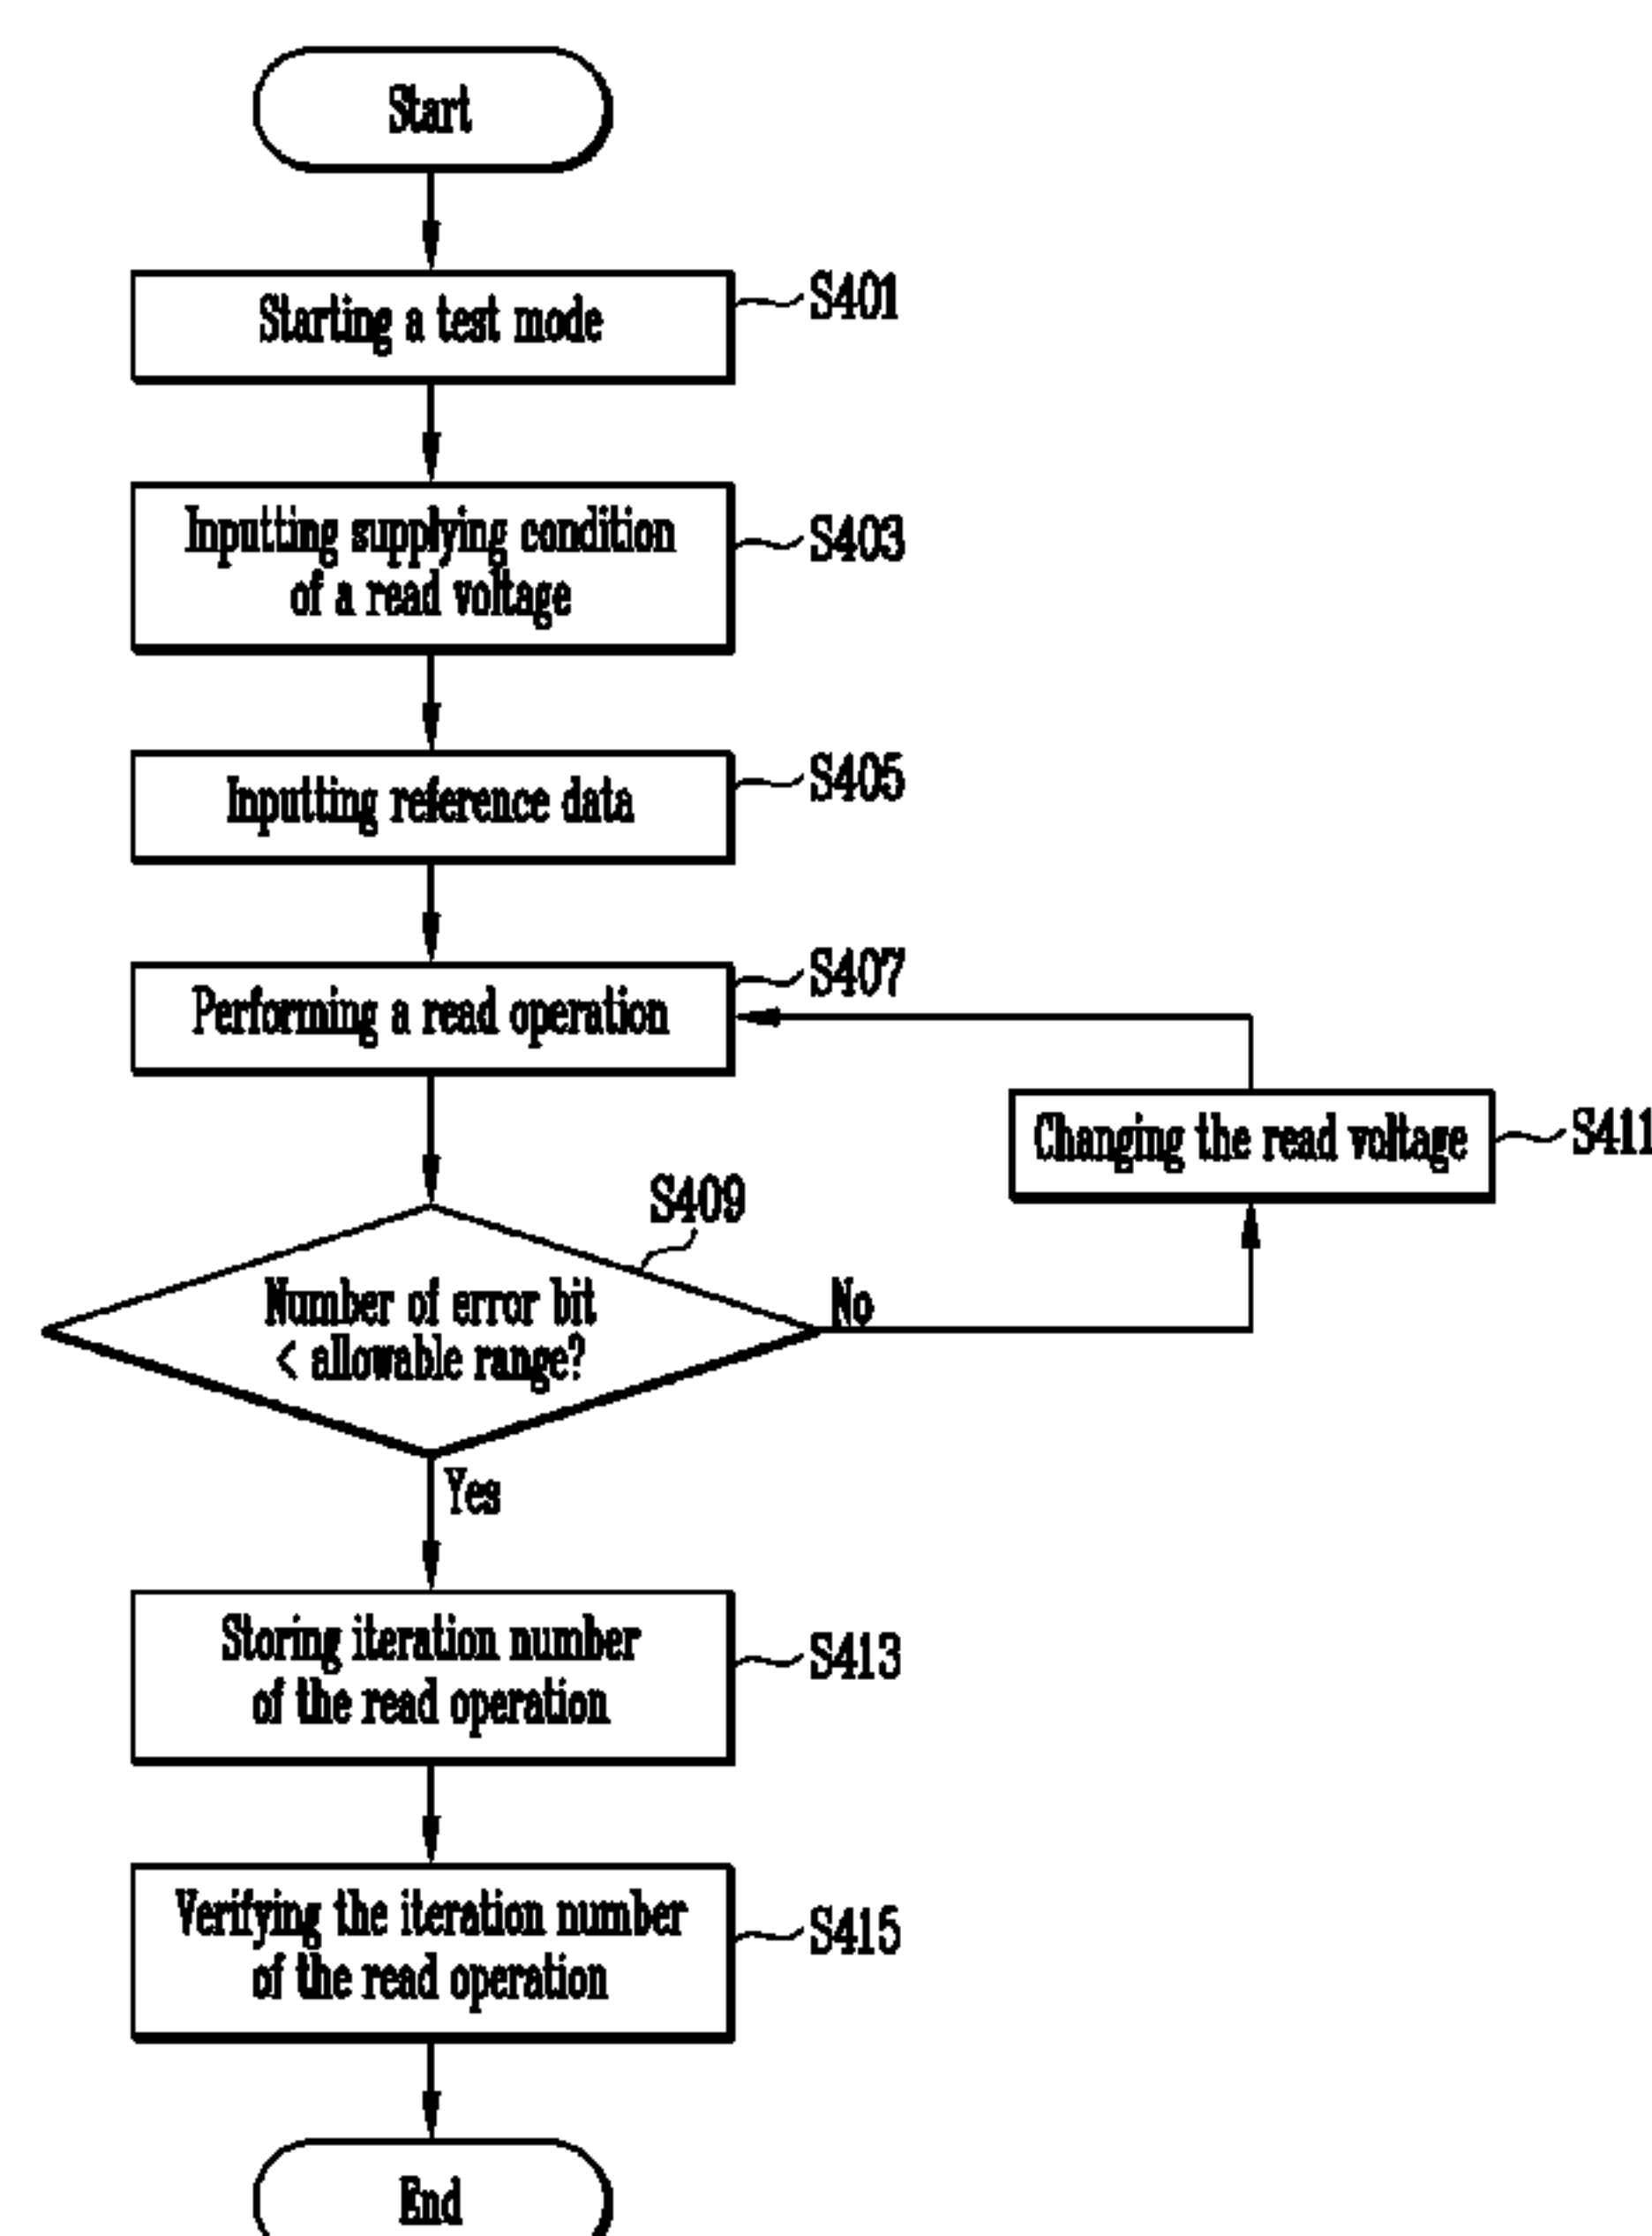 Start
Starting a test mode
S401
Inputting supplying condition
of a read voltage
S403
Inputting reference data
S405
Performing a read operation
S407
Changing the read voltage
S411
S409
Number of error bit
< allowable range?
No
Yes
Storing iteration number
of the read operation
S413
Verifying the iteration number
of the read operation
S415
End